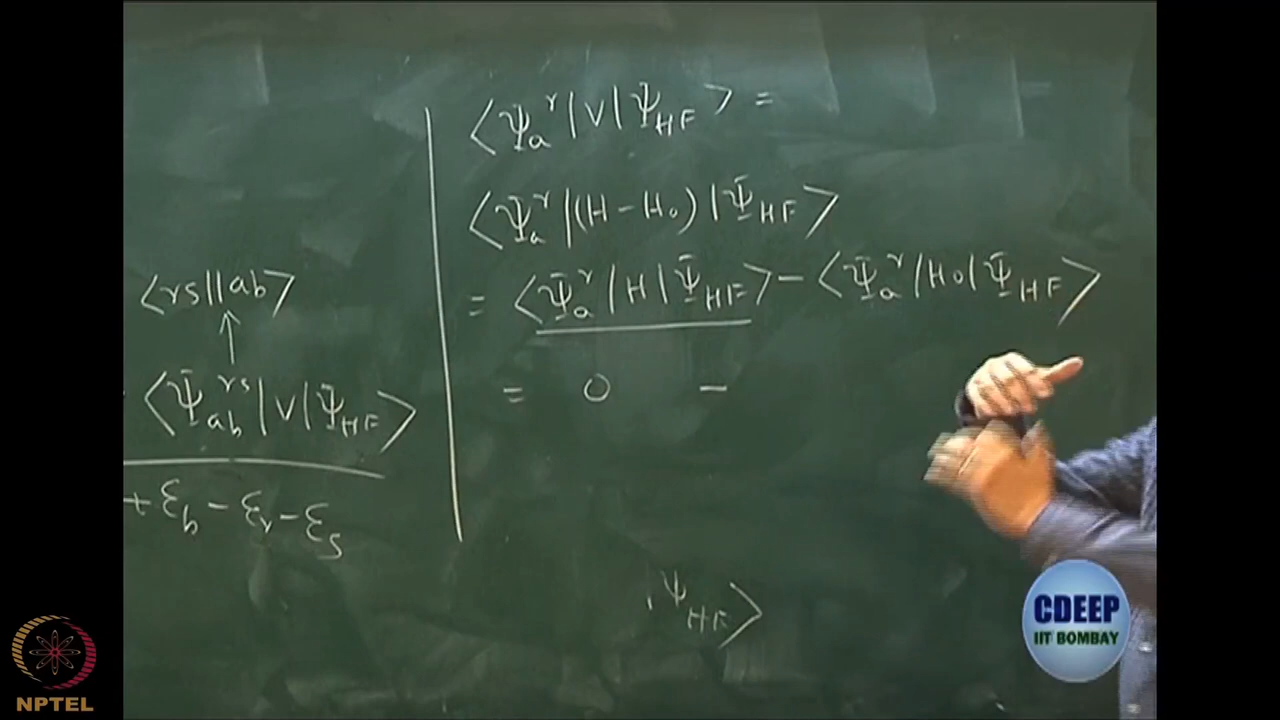 ⟨rs||ab⟩
↑
⟨Ψ_ab^rs|V|Ψ_HF⟩
+ ε_b − ε_r − ε_s
⟨Ψ_a^r|V|Ψ_HF⟩ =
⟨Ψ_a^r|(H − H₀)|Ψ_HF⟩
= ⟨Ψ_a^r|H|Ψ_HF⟩ − ⟨Ψ_a^r|H₀|Ψ_HF⟩
= 0 −
|Ψ_HF⟩
NPTEL
CDEEP
IIT BOMBAY